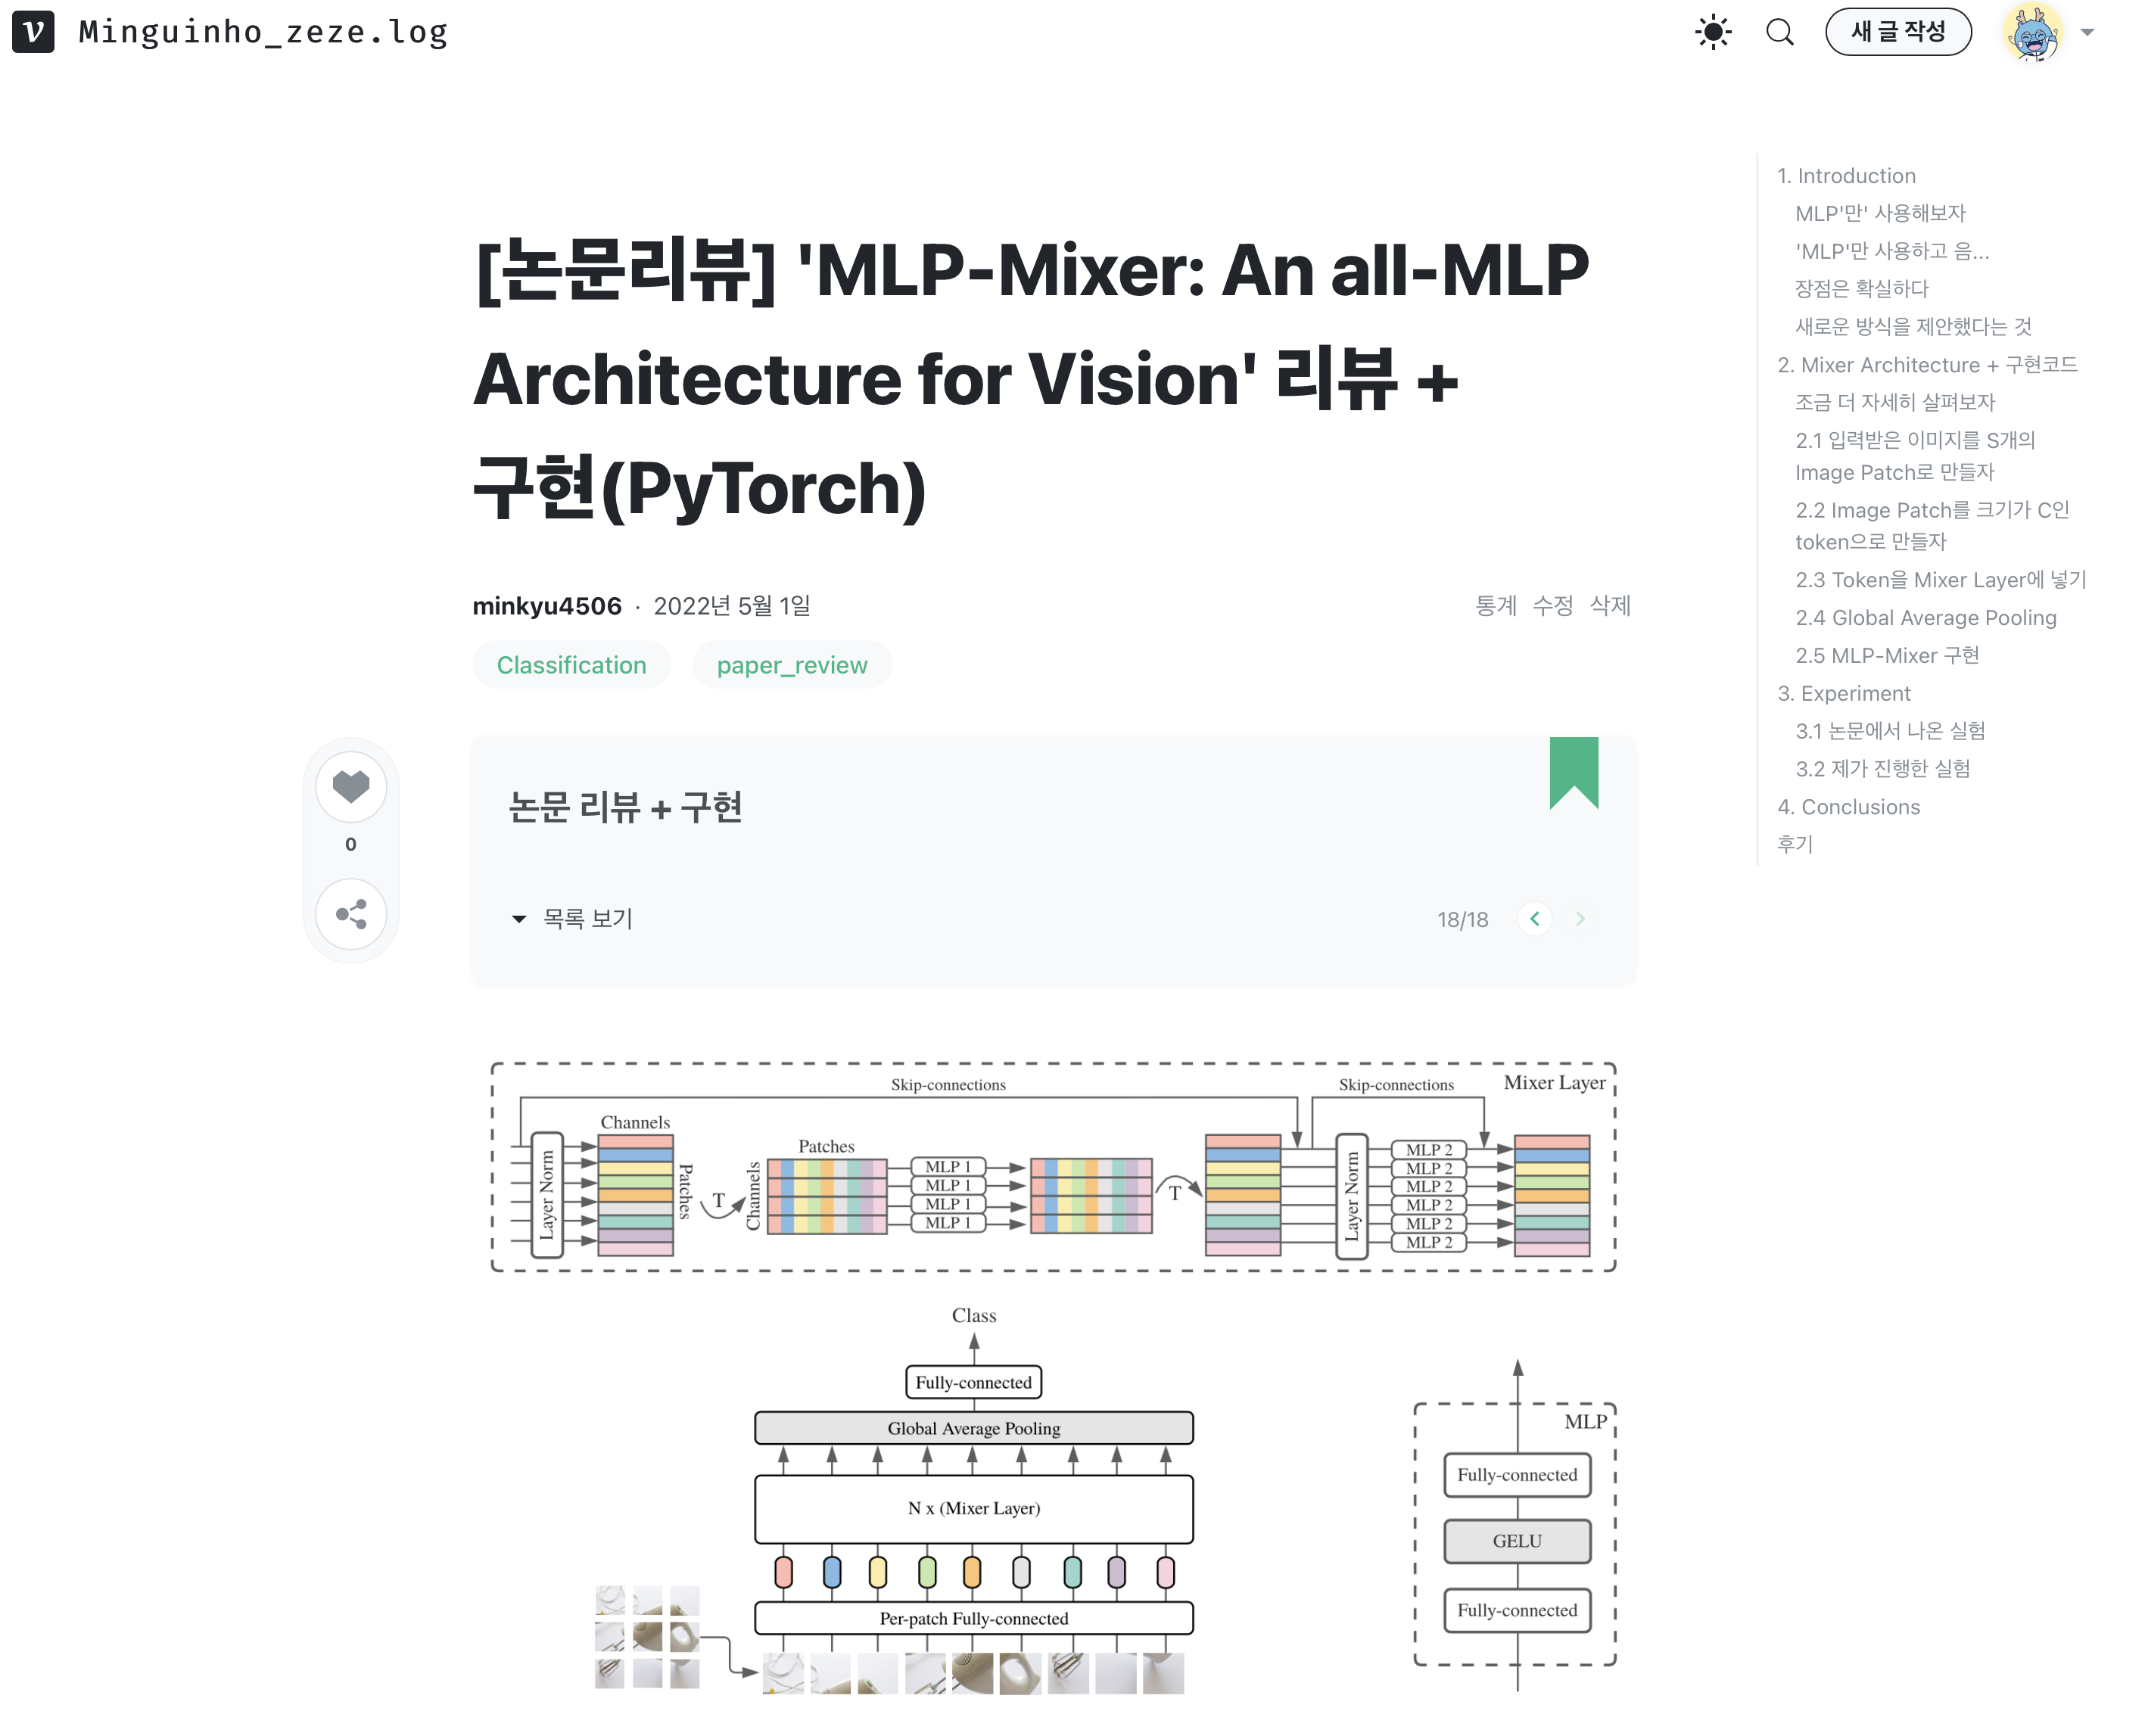 v Minguinho_zeze.log
새 글 작성
[논문리뷰] 'MLP-Mixer: An all-MLP
Architecture for Vision' 리뷰 +
구현(PyTorch)
minkyu4506 · 2022년 5월 1일
통계 수정 삭제
Classification paper_review
0
논문 리뷰 + 구현
목록 보기
18/18
1. Introduction
MLP'만' 사용해보자
'MLP'만 사용하고 음...
장점은 확실하다
새로운 방식을 제안했다는 것
2. Mixer Architecture + 구현코드
조금 더 자세히 살펴보자
2.1 입력받은 이미지를 S개의
Image Patch로 만들자
2.2 Image Patch를 크기가 C인
token으로 만들자
2.3 Token을 Mixer Layer에 넣기
2.4 Global Average Pooling
2.5 MLP-Mixer 구현
3. Experiment
3.1 논문에서 나온 실험
3.2 제가 진행한 실험
4. Conclusions
후기
Skip-connections
Skip-connections
Mixer Layer
Layer Norm
Channels
Patches
T
Channels
Patches
MLP 1
MLP 1
MLP 1
MLP 1
T
Layer Norm
MLP 2
MLP 2
MLP 2
MLP 2
MLP 2
MLP 2
Class
Fully-connected
Global Average Pooling
N x (Mixer Layer)
Per-patch Fully-connected
MLP
Fully-connected
GELU
Fully-connected